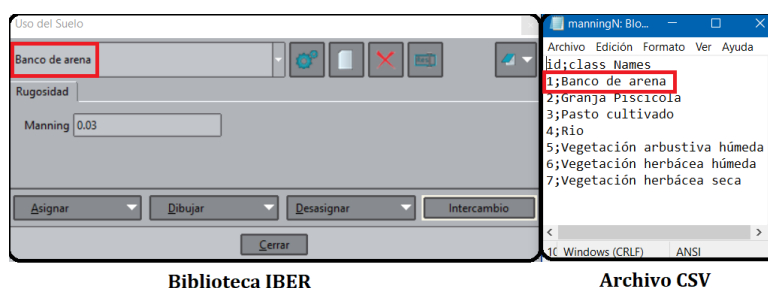 Uso del Suelo
Banco de arena
Rugosidad
Manning 0.03
Asignar Dibujar Desasignar Intercambio
Cerrar
Biblioteca IBER
manningN: Blo...
Archivo Edición Formato Ver Ayuda
id;class Names
1;Banco de arena
2;Granja Piscicola
3;Pasto cultivado
4;Rio
5;Vegetación arbustiva húmeda
6;Vegetación herbácea húmeda
7;Vegetación herbácea seca
Windows (CRLF) ANSI
Archivo CSV